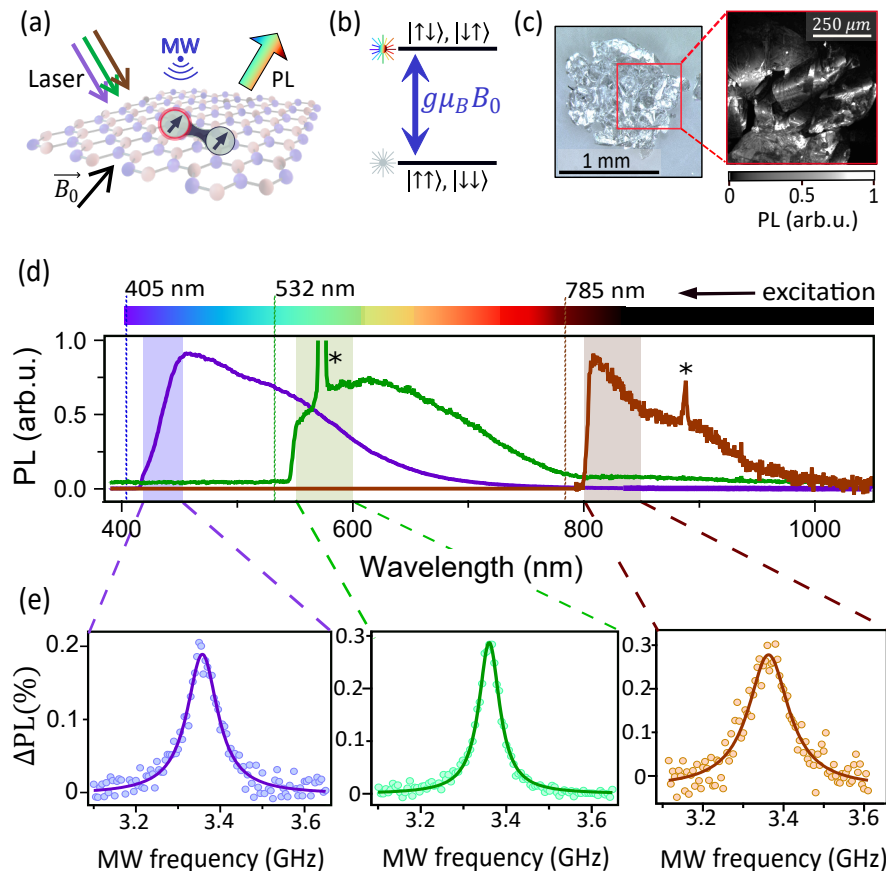 (a)
MW
Laser
PL
B₀
(b)
|↑↓⟩, |↓↑⟩
gμ_B B₀
|↑↑⟩, |↓↓⟩
(c)
1 mm
250 μm
0 0.5 1
PL (arb.u.)
(d)
405 nm 532 nm 785 nm excitation
PL (arb.u.)
1.0
0.5
0.0
* *
400 600 800 1000
Wavelength (nm)
(e)
ΔPL(%)
0.2
0.1
0
3.2 3.4 3.6
MW frequency (GHz)
0.3
0.2
0.1
0
3.2 3.4 3.6
MW frequency (GHz)
0.3
0.2
0.1
0
3.2 3.4 3.6
MW frequency (GHz)